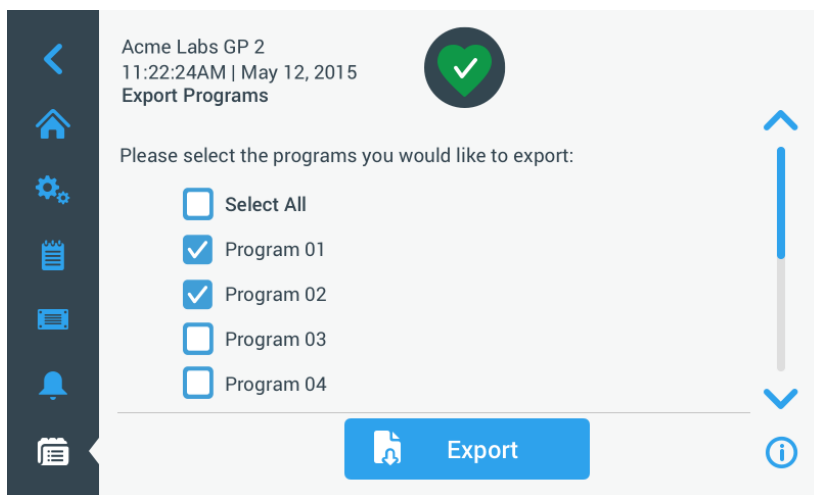 Acme Labs GP 2
11:22:24AM | May 12, 2015
Export Programs
Please select the programs you would like to export:
Select All
Program 01
Program 02
Program 03
Program 04
Export